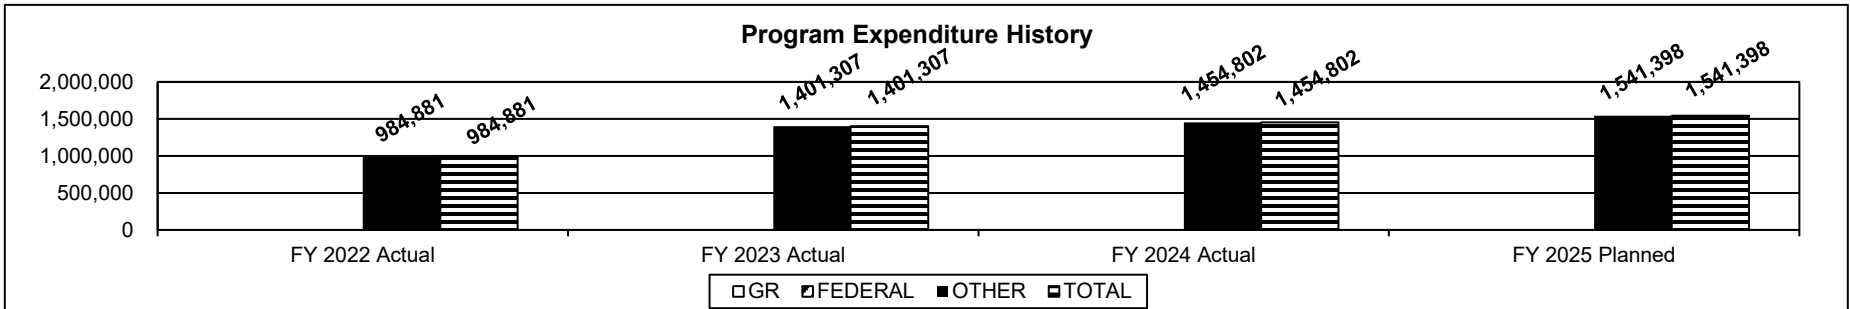 Program Expenditure History
2,000,000
1,500,000
1,000,000
500,000
0
984,881
984,881
1,401,307
1,401,307
1,454,802
1,454,802
1,541,398
1,541,398
FY 2022 Actual
FY 2023 Actual
FY 2024 Actual
FY 2025 Planned
GR FEDERAL OTHER TOTAL